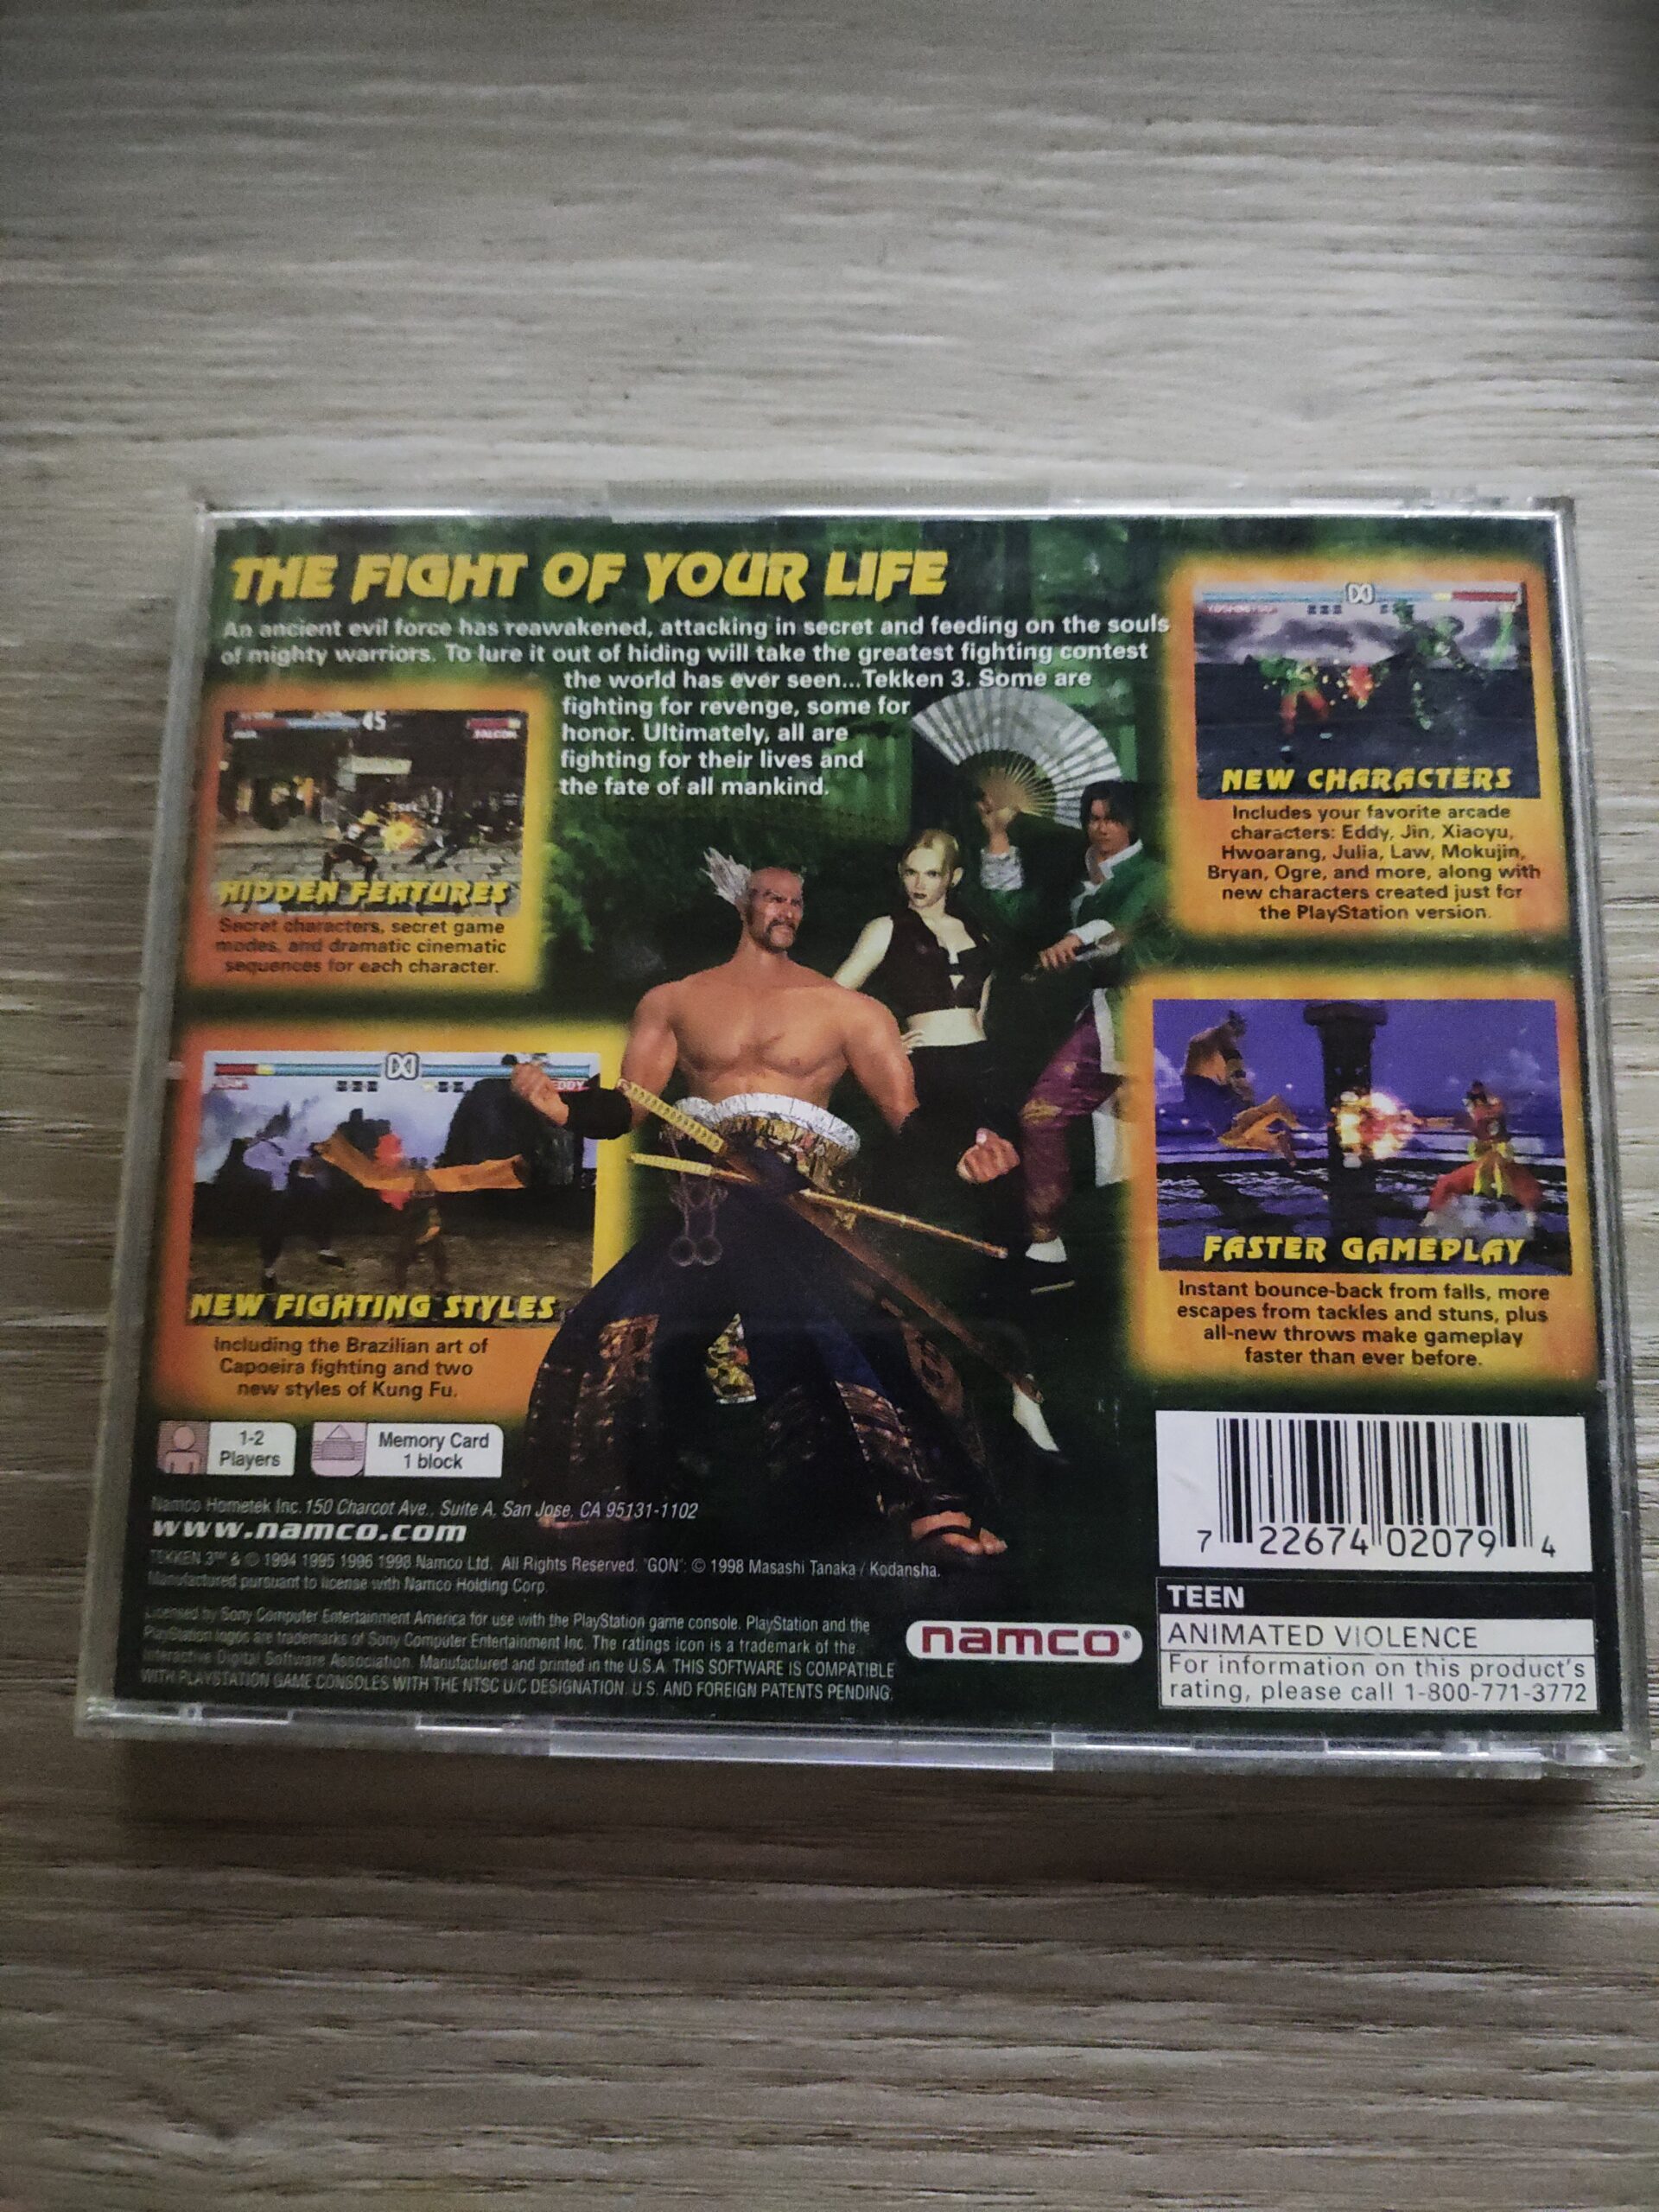 THE FIGHT OF YOUR LIFE
An ancient evil force has reawakened, attacking in secret and feeding on the souls
of mighty warriors. To lure it out of hiding will take the greatest fighting contest
the world has ever seen...Tekken 3. Some are
fighting for revenge, some for
honor. Ultimately, all are
fighting for their lives and
the fate of all mankind.
45
FALCON
HIDDEN FEATURES
Secret characters, secret game
modes, and dramatic cinematic
sequences for each character.
EDDY
NEW FIGHTING STYLES
Including the Brazilian art of
Capoeira fighting and two
new styles of Kung Fu.
YOSHIMITSU
NEW CHARACTERS
Includes your favorite arcade
characters: Eddy, Jin, Xiaoyu,
Hwoarang, Julia, Law, Mokujin,
Bryan, Ogre, and more, along with
new characters created just for
the PlayStation version.
FASTER GAMEPLAY
Instant bounce-back from falls, more
escapes from tackles and stuns, plus
all-new throws make gameplay
faster than ever before.
1-2
Players
Memory Card
1 block
Namco Hometek Inc. 150 Charcot Ave., Suite A, San Jose, CA 95131-1102
www.namco.com
TEKKEN 3™ & © 1994 1995 1996 1998 Namco Ltd. All Rights Reserved. "GON": © 1998 Masashi Tanaka / Kodansha.
Manufactured pursuant to license with Namco Holding Corp.
Licensed by Sony Computer Entertainment America for use with the PlayStation game console. PlayStation and the
PlayStation logos are trademarks of Sony Computer Entertainment Inc. The ratings icon is a trademark of the
Interactive Digital Software Association. Manufactured and printed in the U.S.A. THIS SOFTWARE IS COMPATIBLE
WITH PLAYSTATION GAME CONSOLES WITH THE NTSC U/C DESIGNATION. U.S. AND FOREIGN PATENTS PENDING.
namco®
7 22674 02079 4
TEEN
ANIMATED VIOLENCE
For information on this product's
rating, please call 1-800-771-3772